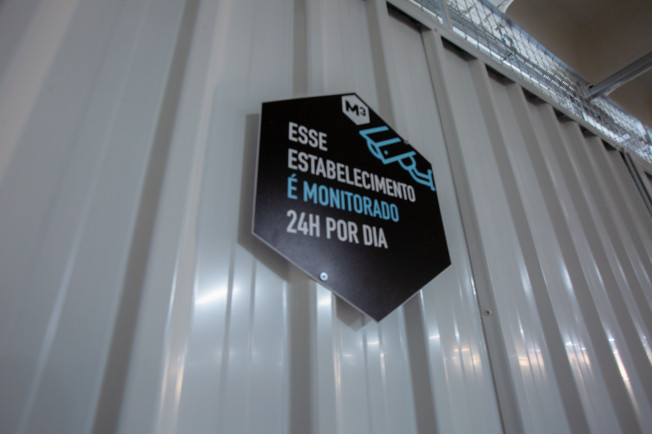 M3
ESSE
ESTABELECIMENTO
É MONITORADO
24H POR DIA